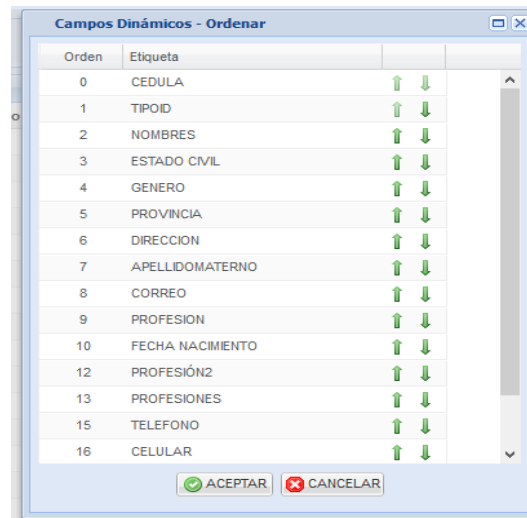 Campos Dinámicos - Ordenar
Orden Etiqueta
0 CEDULA
1 TIPOID
2 NOMBRES
3 ESTADO CIVIL
4 GENERO
5 PROVINCIA
6 DIRECCION
7 APELLIDOMATERNO
8 CORREO
9 PROFESION
10 FECHA NACIMIENTO
12 PROFESIÓN2
13 PROFESIONES
15 TELEFONO
16 CELULAR
ACEPTAR CANCELAR